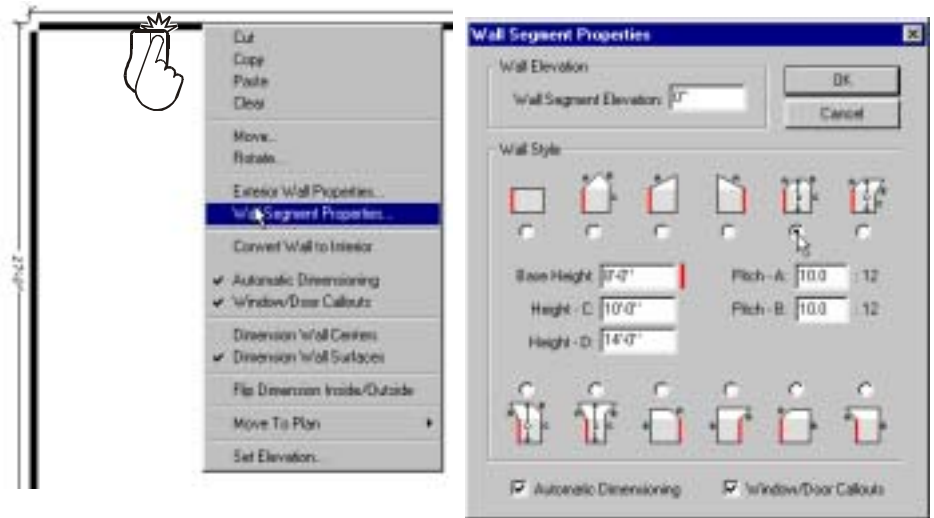 Cut
Copy
Paste
Clear
Move...
Rotate...
Exterior Wall Properties...
Wall Segment Properties...
Convert Wall to Interior
Automatic Dimensioning
Window/Door Callouts
Dimension Wall Centers
Dimension Wall Surfaces
Flip Dimension Inside/Outside
Move To Plan
Set Elevation...
Wall Segment Properties
Wall Elevation
Wall Segment Elevation: 0"
OK
Cancel
Wall Style
Base Height: 8'-0" Pitch - A: 10.0 : 12
Height - C: 10'-0" Pitch - B: 10.0 : 12
Height - D: 14'-0"
Automatic Dimensioning Window/Door Callouts